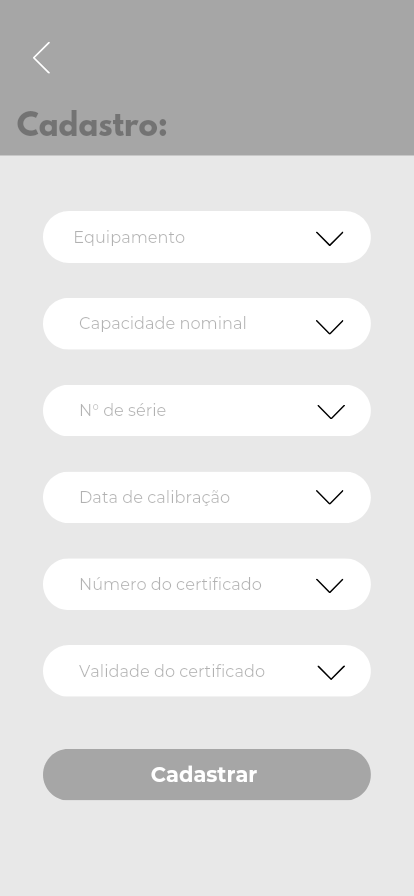 Cadastro:
Equipamento
Capacidade nominal
Nº de série
Data de calibração
Número do certificado
Validade do certificado
Cadastrar